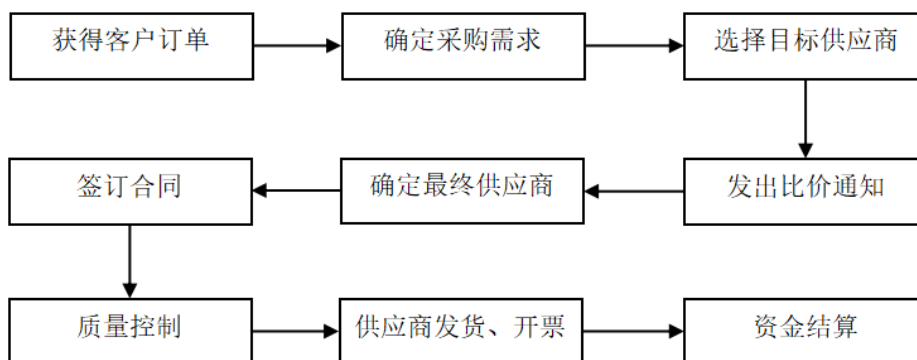 获得客户订单
确定采购需求
选择目标供应商
签订合同
确定最终供应商
发出比价通知
质量控制
供应商发货、开票
资金结算